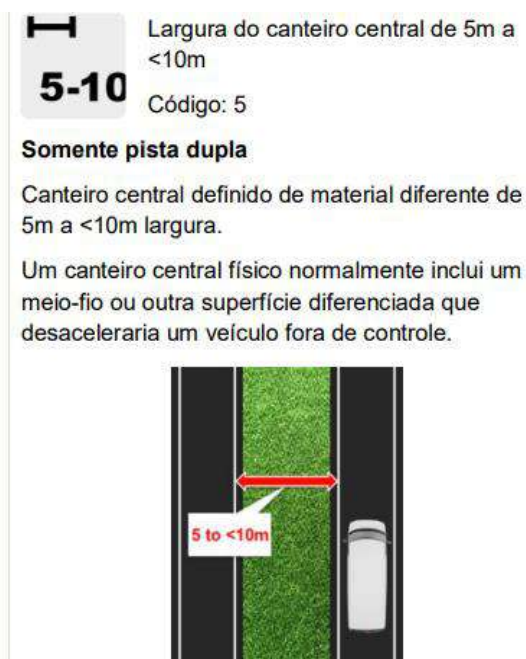 Largura do canteiro central de 5m a
<10m
5-10
Código: 5
Somente pista dupla
Canteiro central definido de material diferente de
5m a <10m largura.
Um canteiro central físico normalmente inclui um
meio-fio ou outra superfície diferenciada que
desaceleraria um veículo fora de controle.
5 to <10m